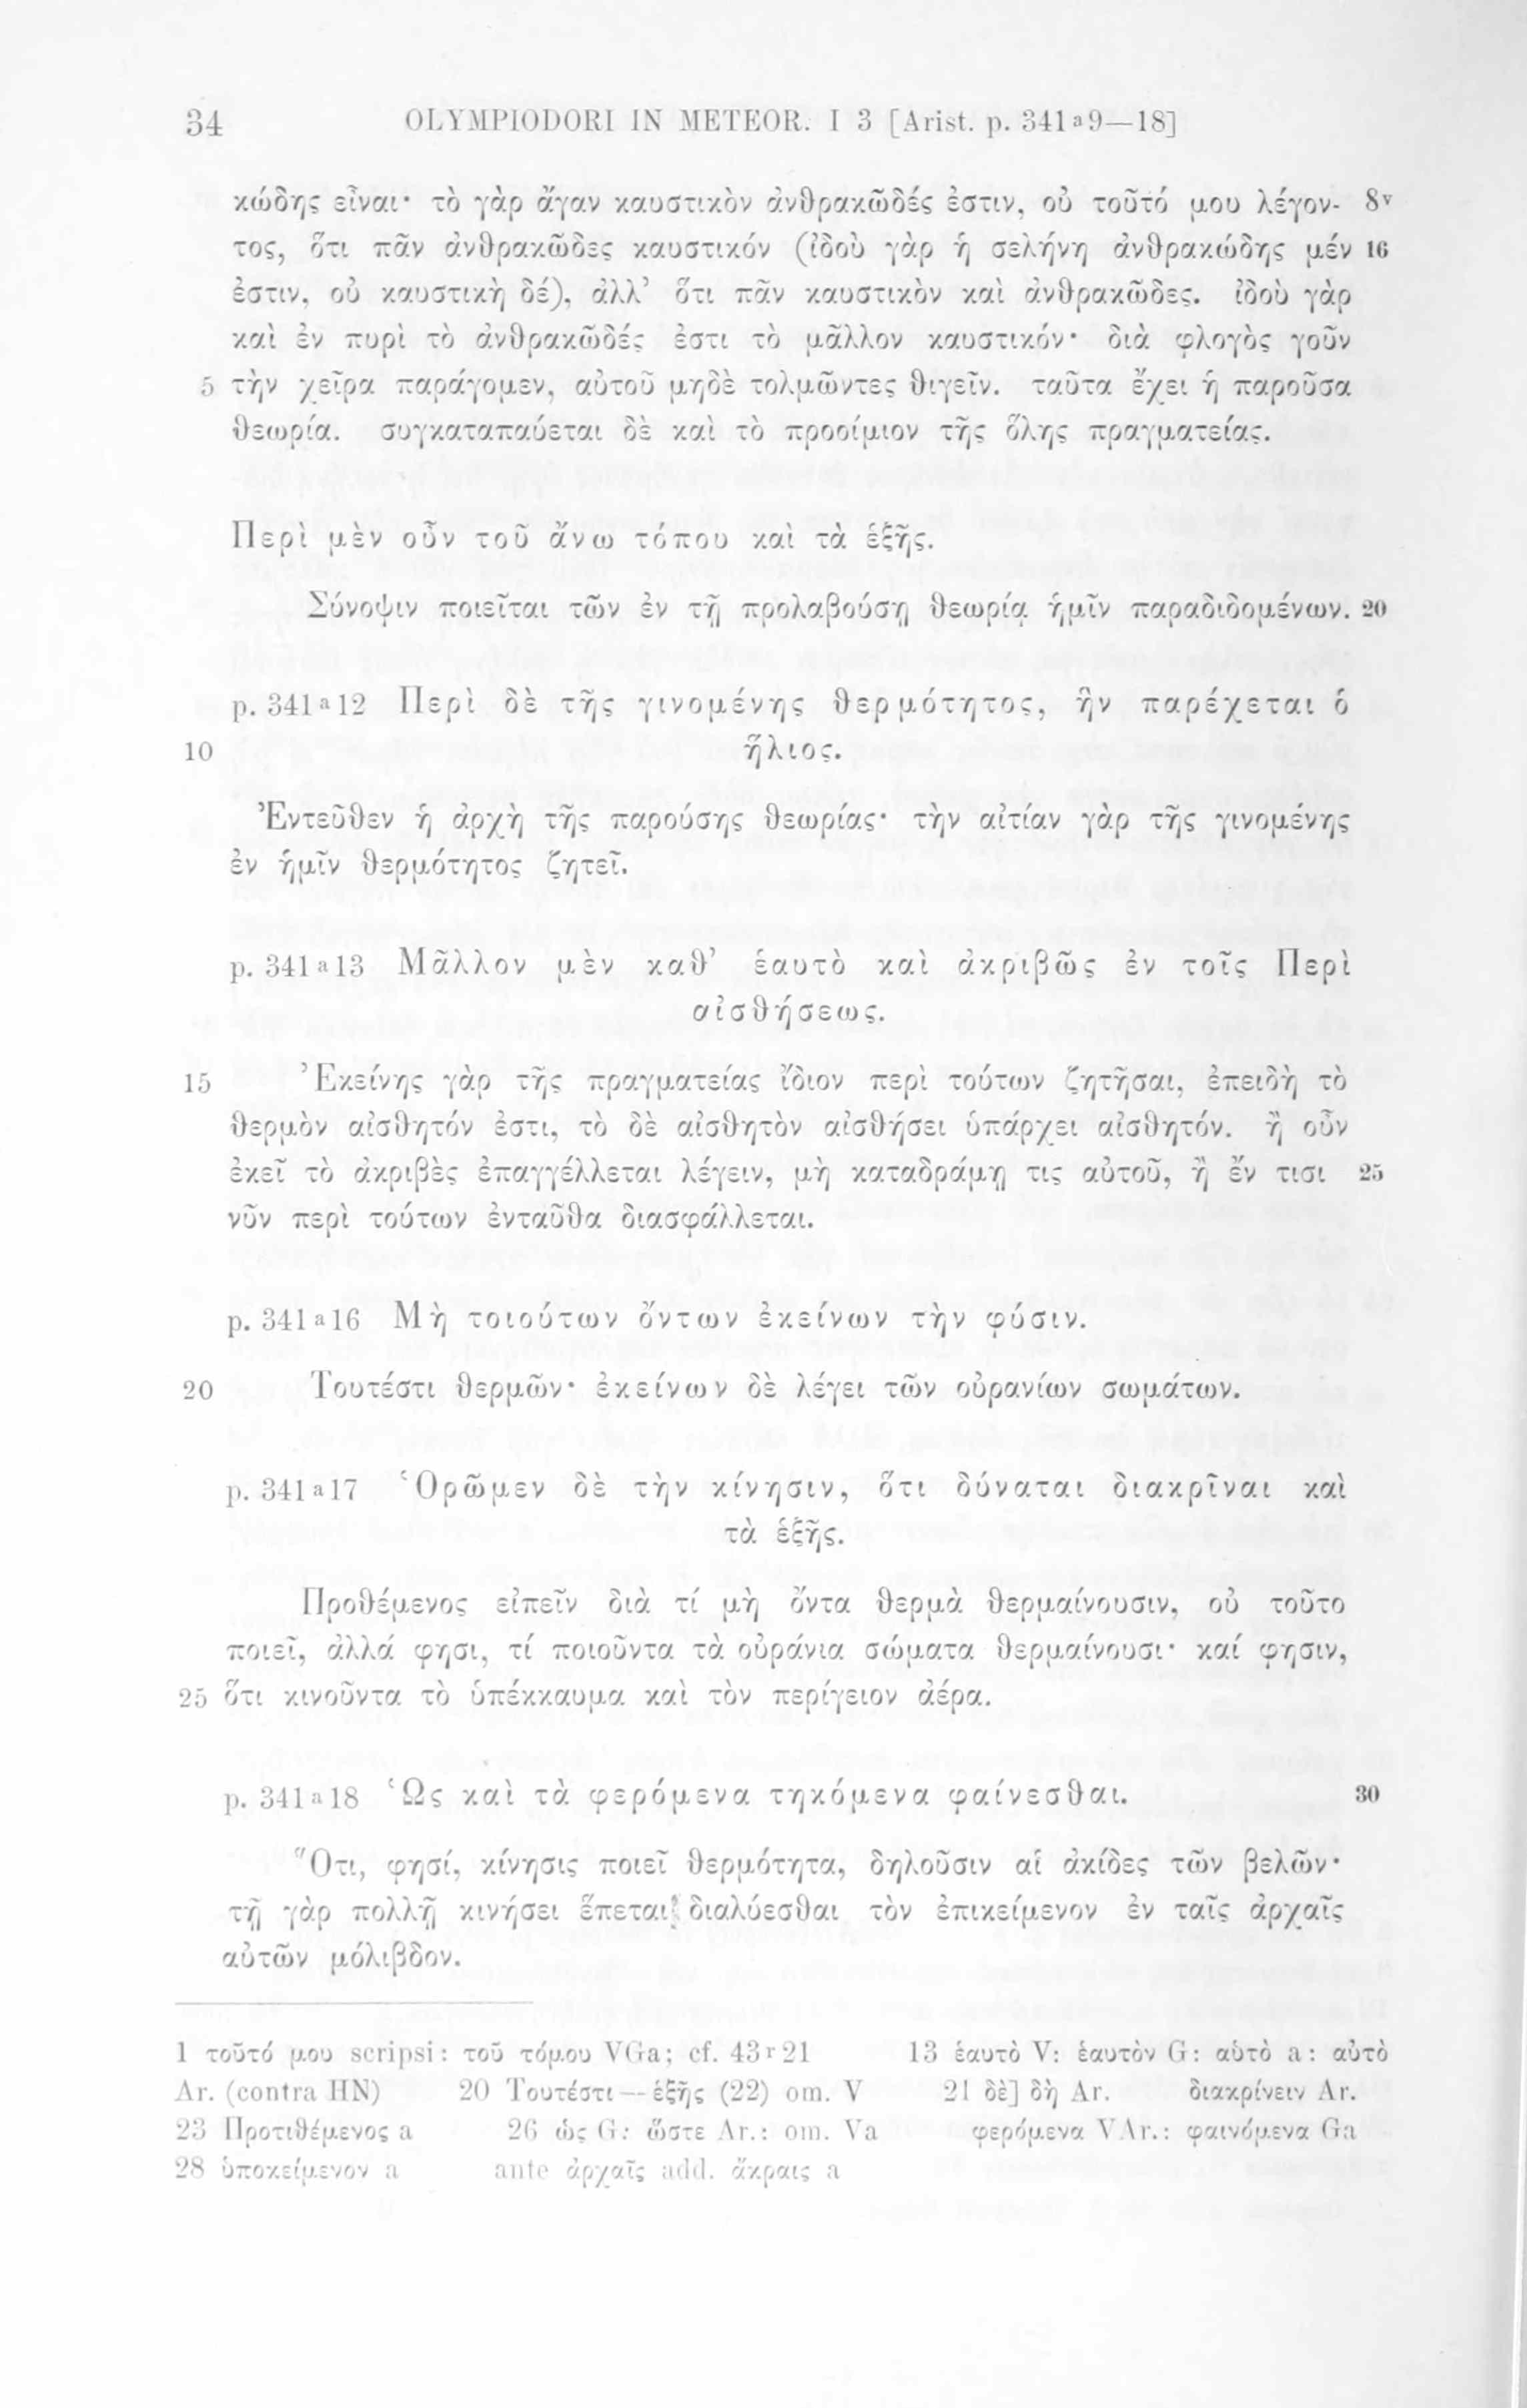 34 OLYMPIODORI IN METEOR. I 3 [Arist. p. 341ª9—18]
κώδης εἶναι· τὸ γὰρ ἄγαν καυστικὸν ἀνθρακῶδές ἐστιν, οὐ τοῦτό μου λέγον- 8v
τος, ὅτι πᾶν ἀνθρακῶδες καυστικόν (ἰδοὺ γὰρ ἡ σελήνη ἀνθρακώδης μέν 16
ἐστιν, οὐ καυστικὴ δέ), ἀλλ’ ὅτι πᾶν καυστικὸν καὶ ἀνθρακῶδες. ἰδοὺ γὰρ
καὶ ἐν πυρὶ τὸ ἀνθρακῶδές ἐστι τὸ μᾶλλον καυστικόν· διὰ φλογὸς γοῦν
5 τὴν χεῖρα παράγομεν, αὐτοῦ μηδὲ τολμῶντες θιγεῖν. ταῦτα ἔχει ἡ παροῦσα
θεωρία. συγκαταπαύεται δὲ καὶ τὸ προοίμιον τῆς ὅλης πραγματείας.
Περὶ μὲν οὖν τοῦ ἄνω τόπου καὶ τὰ ἑξῆς.
Σύνοψιν ποιεῖται τῶν ἐν τῇ προλαβούσῃ θεωρίᾳ ἡμῖν παραδιδομένων. 20
p. 341ª12 Περὶ δὲ τῆς γινομένης θερμότητος, ἣν παρέχεται ὁ
10 ἥλιος.
Ἐντεῦθεν ἡ ἀρχὴ τῆς παρούσης θεωρίας· τὴν αἰτίαν γὰρ τῆς γινομένης
ἐν ἡμῖν θερμότητος ζητεῖ.
p. 341ª13 Μᾶλλον μὲν καθ’ ἑαυτὸ καὶ ἀκριβῶς ἐν τοῖς Περὶ
αἰσθήσεως.
15 Ἐκείνης γὰρ τῆς πραγματείας ἴδιον περὶ τούτων ζητῆσαι, ἐπειδὴ τὸ
θερμὸν αἰσθητόν ἐστι, τὸ δὲ αἰσθητὸν αἰσθήσει ὑπάρχει αἰσθητόν. ἢ οὖν
ἐκεῖ τὸ ἀκριβὲς ἐπαγγέλλεται λέγειν, μὴ καταδράμῃ τις αὐτοῦ, ἢ ἔν τισι 25
νῦν περὶ τούτων ἐνταῦθα διασφάλλεται.
p. 341ª16 Μὴ τοιούτων ὄντων ἐκείνων τὴν φύσιν.
20 Τουτέστι θερμῶν· ἐκείνων δὲ λέγει τῶν οὐρανίων σωμάτων.
p. 341ª17 Ὁρῶμεν δὲ τὴν κίνησιν, ὅτι δύναται διακρῖναι καὶ
τὰ ἑξῆς.
Προθέμενος εἰπεῖν διὰ τί μὴ ὄντα θερμὰ θερμαίνουσιν, οὐ τοῦτο
ποιεῖ, ἀλλά φησι, τί ποιοῦντα τὰ οὐράνια σώματα θερμαίνουσι· καί φησιν,
25 ὅτι κινοῦντα τὸ ὑπέκκαυμα καὶ τὸν περίγειον ἀέρα.
p. 341ª18 Ὡς καὶ τὰ φερόμενα τηκόμενα φαίνεσθαι. 30
Ὅτι, φησί, κίνησις ποιεῖ θερμότητα, δηλοῦσιν αἱ ἀκίδες τῶν βελῶν·
τῇ γὰρ πολλῇ κινήσει ἕπεται διαλύεσθαι τὸν ἐπικείμενον ἐν ταῖς ἀρχαῖς
αὐτῶν μόλιβδον.
1 τοῦτό μου scripsi: τοῦ τόμου VGa; cf. 43r21 13 ἑαυτὸ V: ἑαυτὸν G: αὑτὸ a: αὐτὸ
Ar. (contra HN) 20 Τουτέστι—ἑξῆς (22) om. V 21 δὲ] δὴ Ar. διακρίνειν Ar.
23 Προτιθέμενος a 26 ὡς G: ὥστε Ar.: om. Va φερόμενα VAr.: φαινόμενα Ga
28 ὑποκείμενον a ante ἀρχαῖς add. ἄκραις a